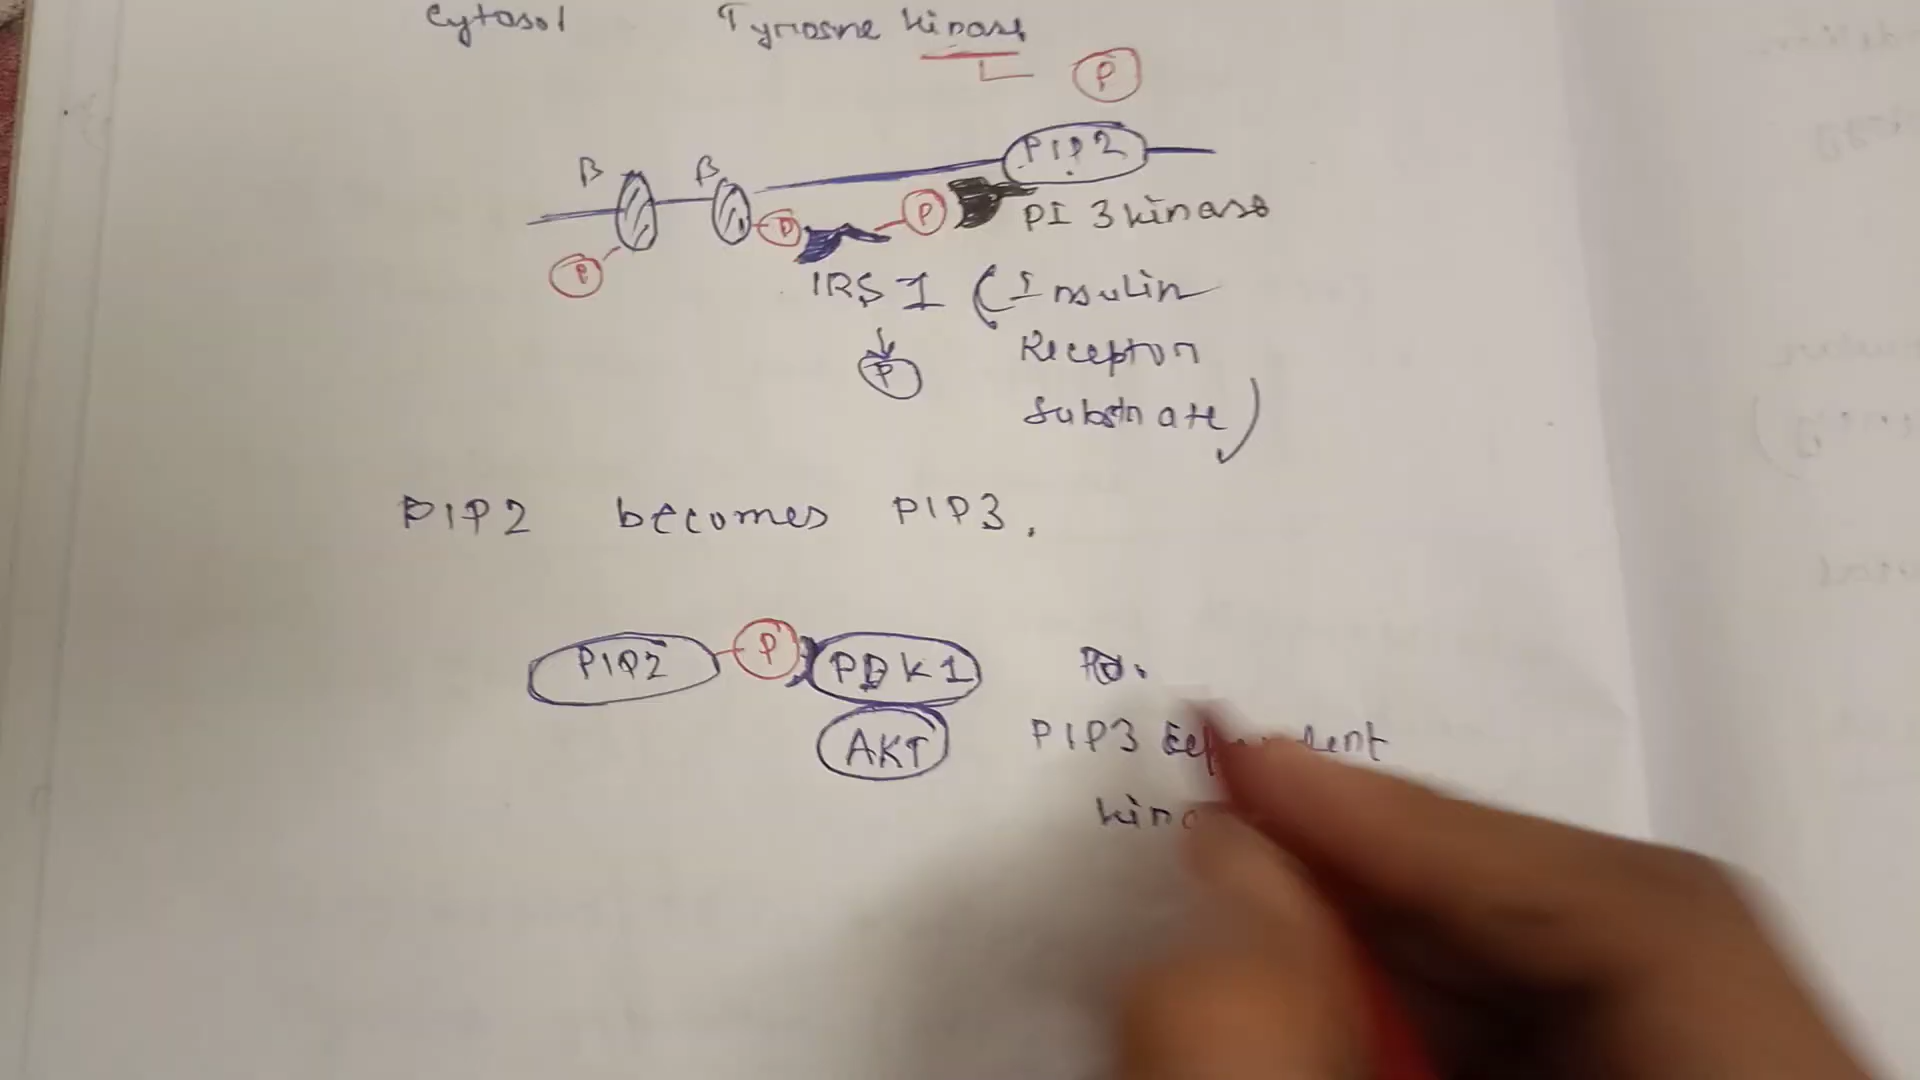 Cytosol Tyrosine kinase
P
PIP2
B B
P P PI 3 kinase
P
IRS 1 (Insulin
P Receptor
Substrate)
PIP2 becomes PIP3.
PIP2 P PDK1
AKT PIP3